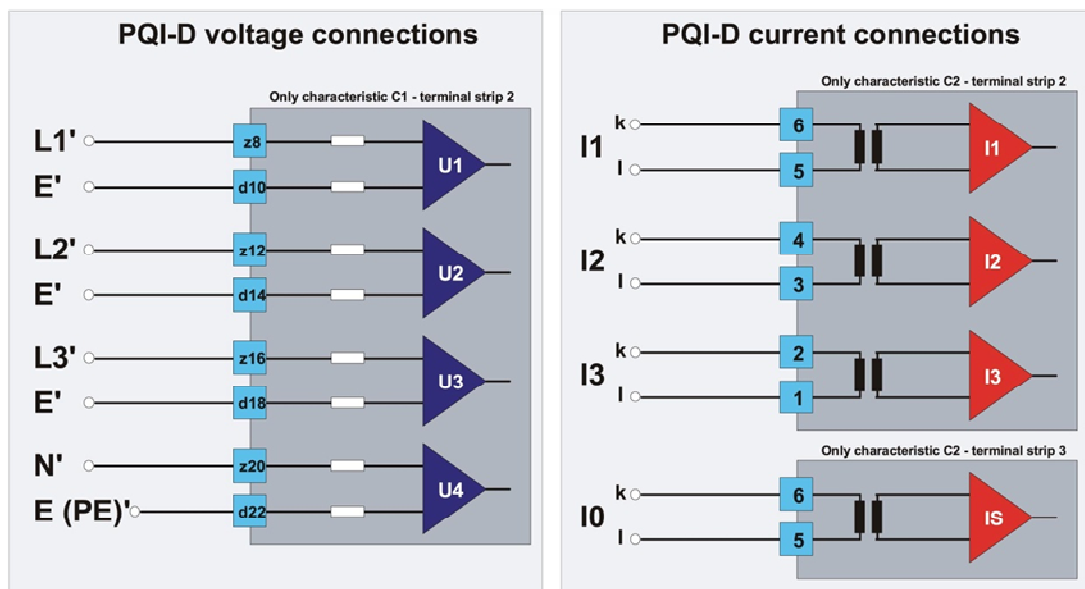 PQI-D voltage connections
Only characteristic C1 - terminal strip 2
L1' z8
E' d10
U1
L2' z12
E' d14
U2
L3' z16
E' d18
U3
N' z20
E (PE)' d22
U4
PQI-D current connections
Only characteristic C2 - terminal strip 2
I1
k 6
l 5
I1
I2
k 4
l 3
I2
I3
k 2
l 1
I3
Only characteristic C2 - terminal strip 3
I0
k 6
l 5
IS